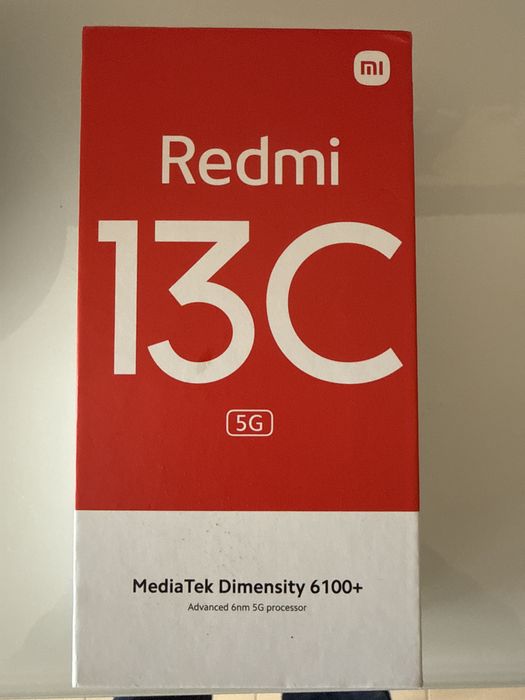 mi
Redmi
13C
5G
MediaTek Dimensity 6100+
Advanced 6nm 5G processor